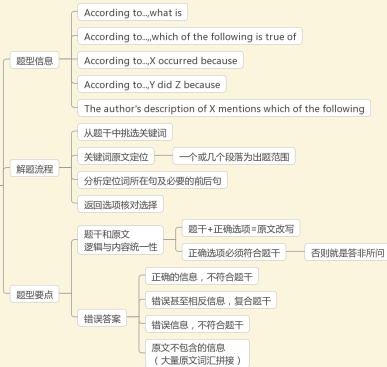 题型信息
According to..,what is
According to..,,which of the following is true of
According to..,X occurred because
According to..,Y did Z because
The author's description of X mentions which of the following
解题流程
从题干中挑选关键词
关键词原文定位
一个或几个段落为出题范围
分析定位词所在句及必要的前后句
返回选项核对选择
题型要点
题干和原文
逻辑与内容统一性
题干+正确选项=原文改写
正确选项必须符合题干
否则就是答非所问
错误答案
正确的信息，不符合题干
错误甚至相反信息，复合题干
错误信息，不符合题干
原文不包含的信息
（大量原文词汇拼接）